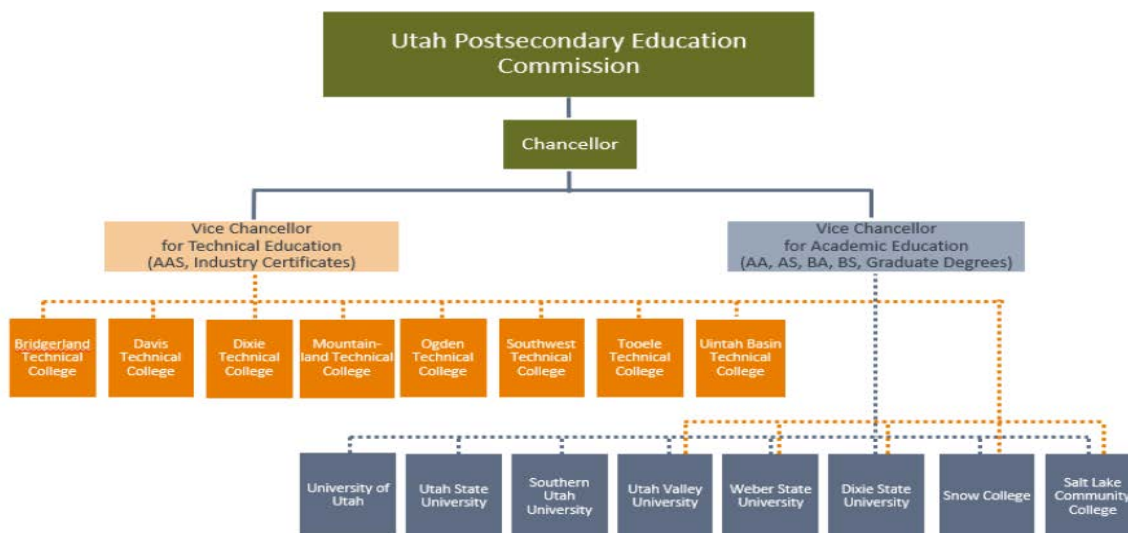 Utah Postsecondary Education
Commission
Chancellor
Vice Chancellor
for Technical Education
(AAS, Industry Certificates)
Vice Chancellor
for Academic Education
(AA, AS, BA, BS, Graduate Degrees)
Bridgerland
Technical
College
Davis
Technical
College
Dixie
Technical
College
Mountain-
land Technical
College
Ogden
Technical
College
Southwest
Technical
College
Tooele
Technical
College
Uintah Basin
Technical
College
University of
Utah
Utah State
University
Southern
Utah
University
Utah Valley
University
Weber State
University
Dixie State
University
Snow College
Salt Lake
Community
College